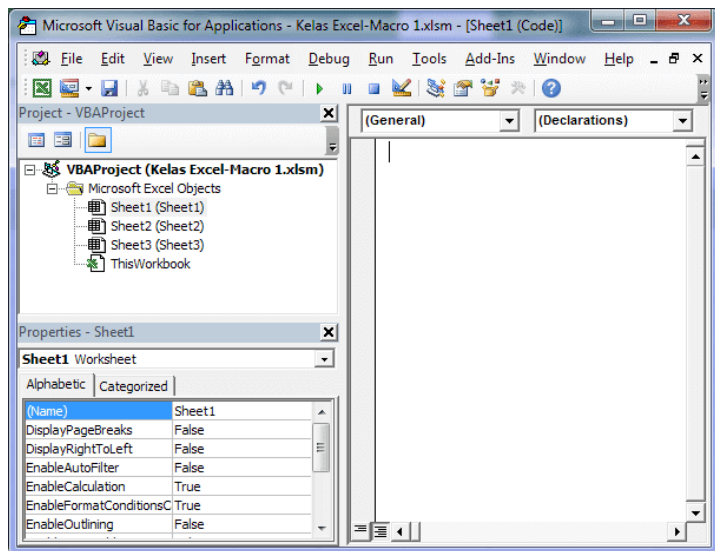 Microsoft Visual Basic for Applications - Kelas Excel-Macro 1.xlsm - [Sheet1 (Code)]
File Edit View Insert Format Debug Run Tools Add-Ins Window Help
Project - VBAProject
(General) (Declarations)
VBAProject (Kelas Excel-Macro 1.xlsm)
Microsoft Excel Objects
Sheet1 (Sheet1)
Sheet2 (Sheet2)
Sheet3 (Sheet3)
ThisWorkbook
Properties - Sheet1
Sheet1 Worksheet
Alphabetic Categorized
(Name) Sheet1
DisplayPageBreaks False
DisplayRightToLeft False
EnableAutoFilter False
EnableCalculation True
EnableFormatConditionsC True
EnableOutlining False